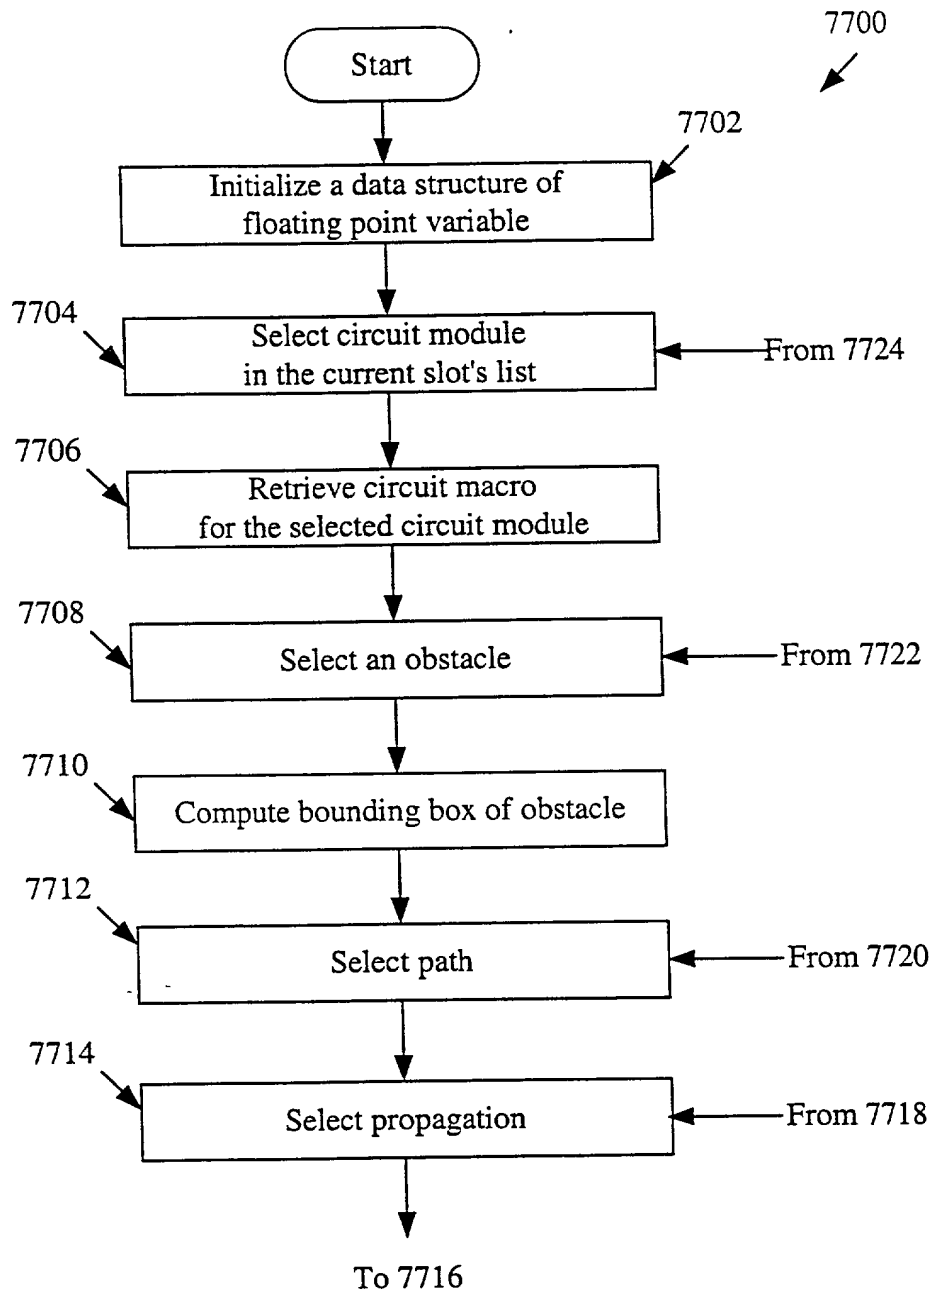 7700
Start
7702
Initialize a data structure of
floating point variable
7704
Select circuit module
in the current slot's list
From 7724
7706
Retrieve circuit macro
for the selected circuit module
7708
Select an obstacle
From 7722
7710
Compute bounding box of obstacle
7712
Select path
From 7720
7714
Select propagation
From 7718
To 7716